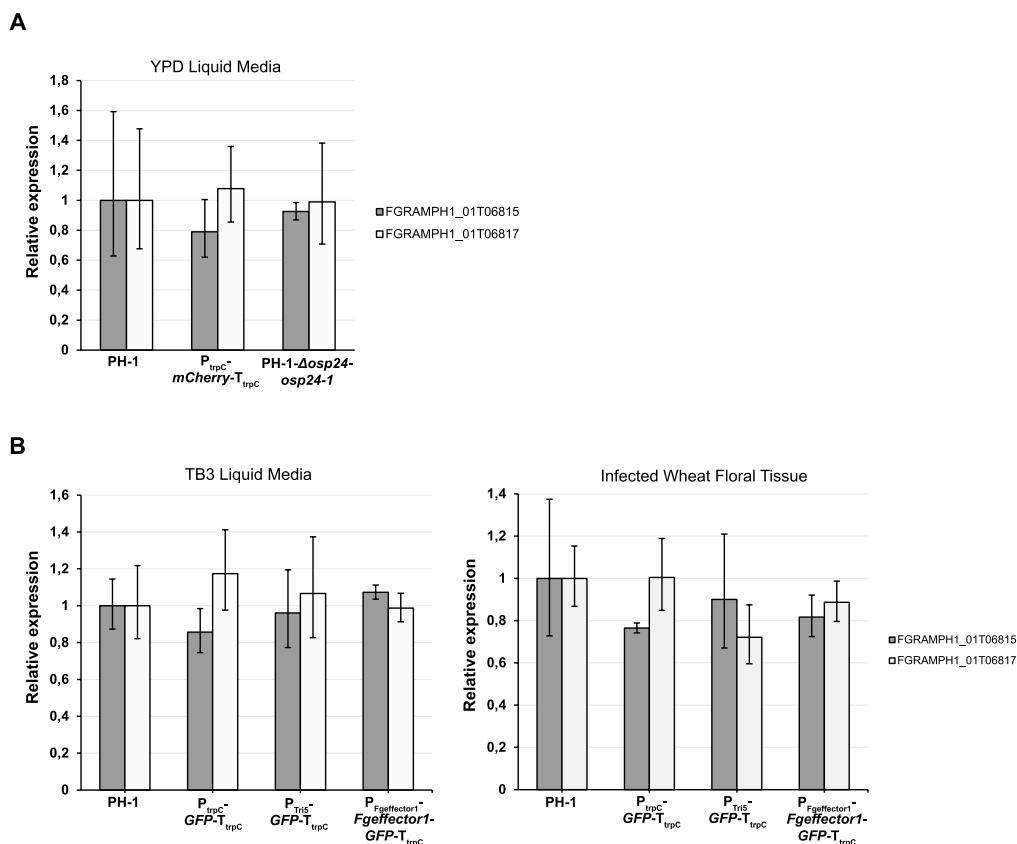 A
YPD Liquid Media
Relative expression
1,8
1,6
1,4
1,2
1
0,8
0,6
0,4
0,2
0
PH-1
PtrpC-
mCherry-TtrpC
PH-1-Δosp24-
osp24-1
FGRAMPH1_01T06815
FGRAMPH1_01T06817
B
TB3 Liquid Media
Relative expression
1,6
1,4
1,2
1
0,8
0,6
0,4
0,2
0
PH-1
PtrpC-
GFP-TtrpC
PTri5-
GFP-TtrpC
PFgeffector1-
Fgeffector1-
GFP-TtrpC
Infected Wheat Floral Tissue
Relative expression
1,4
1,2
1
0,8
0,6
0,4
0,2
0
PH-1
PtrpC-
GFP-TtrpC
PTri5-
GFP-TtrpC
PFgeffector1-
Fgeffector1-
GFP-TtrpC
FGRAMPH1_01T06815
FGRAMPH1_01T06817